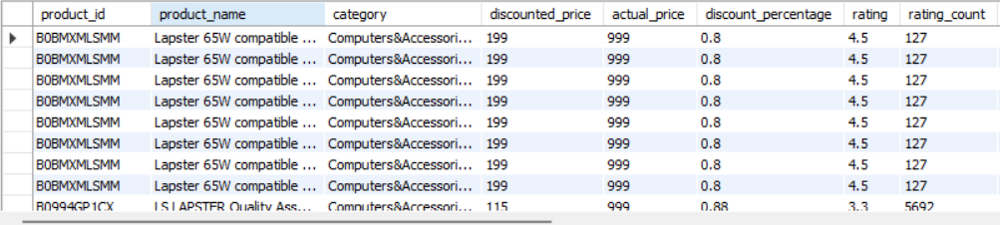 product_id product_name category discounted_price actual_price discount_percentage rating rating_count
B0BMXMLSMM Lapster 65W compatible ... Computers&Accessori... 199 999 0.8 4.5 127
B0BMXMLSMM Lapster 65W compatible ... Computers&Accessori... 199 999 0.8 4.5 127
B0BMXMLSMM Lapster 65W compatible ... Computers&Accessori... 199 999 0.8 4.5 127
B0BMXMLSMM Lapster 65W compatible ... Computers&Accessori... 199 999 0.8 4.5 127
B0BMXMLSMM Lapster 65W compatible ... Computers&Accessori... 199 999 0.8 4.5 127
B0BMXMLSMM Lapster 65W compatible ... Computers&Accessori... 199 999 0.8 4.5 127
B0BMXMLSMM Lapster 65W compatible ... Computers&Accessori... 199 999 0.8 4.5 127
B0BMXMLSMM Lapster 65W compatible ... Computers&Accessori... 199 999 0.8 4.5 127
B0994GP1CX LS LAPSTER Quality Ass... Computers&Accessori... 115 999 0.88 3.3 5692